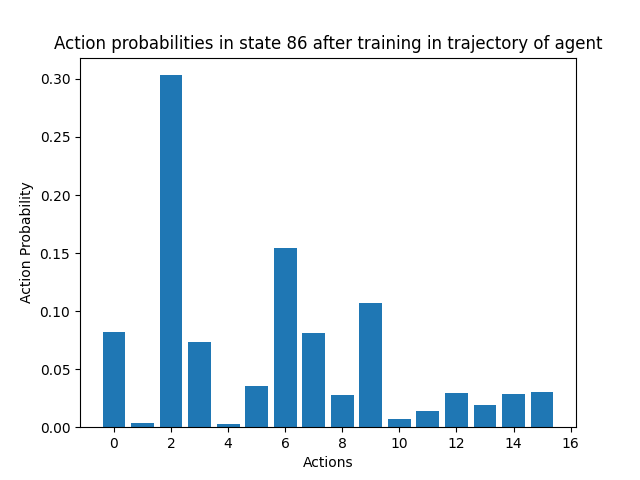 Action probabilities in state 86 after training in trajectory of agent
0.30
0.25
0.20
0.15
0.10
0.05
0.00
Action Probability
0 2 4 6 8 10 12 14 16
Actions